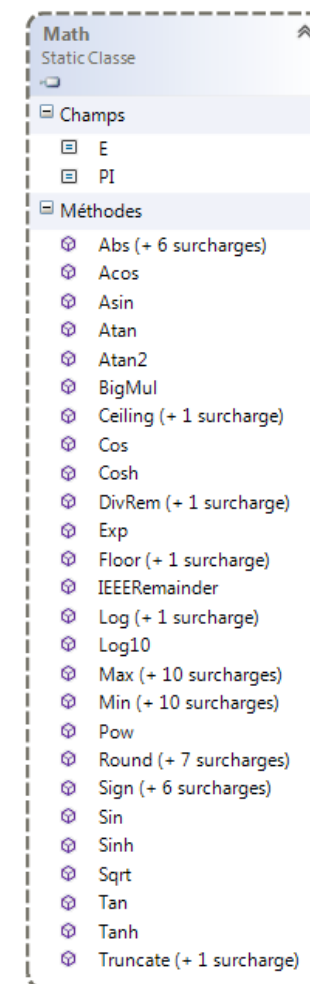 Math
Static Classe
Champs
E
PI
Méthodes
Abs (+ 6 surcharges)
Acos
Asin
Atan
Atan2
BigMul
Ceiling (+ 1 surcharge)
Cos
Cosh
DivRem (+ 1 surcharge)
Exp
Floor (+ 1 surcharge)
IEEERemainder
Log (+ 1 surcharge)
Log10
Max (+ 10 surcharges)
Min (+ 10 surcharges)
Pow
Round (+ 7 surcharges)
Sign (+ 6 surcharges)
Sin
Sinh
Sqrt
Tan
Tanh
Truncate (+ 1 surcharge)